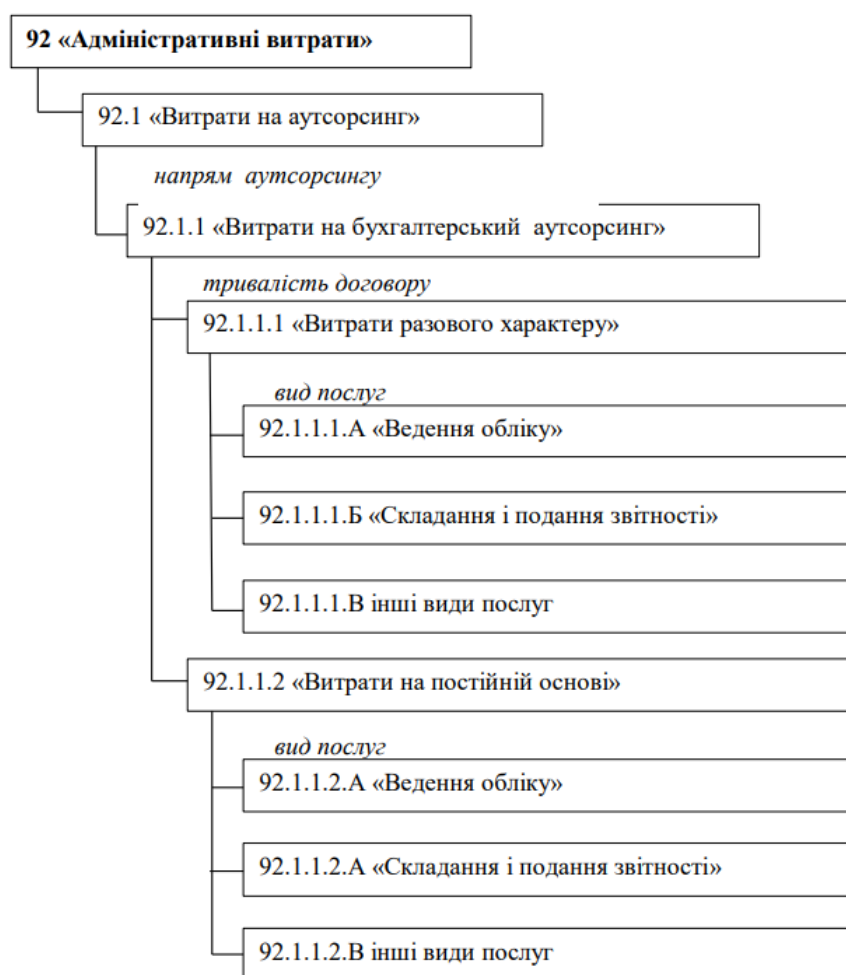 92 «Адміністративні витрати»
92.1 «Витрати на аутсорсинг»
напрям аутсорсингу
92.1.1 «Витрати на бухгалтерський аутсорсинг»
тривалість договору
92.1.1.1 «Витрати разового характеру»
вид послуг
92.1.1.1.А «Ведення обліку»
92.1.1.1.Б «Складання і подання звітності»
92.1.1.1.В інші види послуг
92.1.1.2 «Витрати на постійній основі»
вид послуг
92.1.1.2.А «Ведення обліку»
92.1.1.2.А «Складання і подання звітності»
92.1.1.2.В інші види послуг